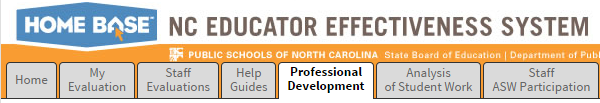 HOME BASE NC EDUCATOR EFFECTIVENESS SYSTEM
PUBLIC SCHOOLS OF NORTH CAROLINA State Board of Education | Department of Publ
Home
My
Evaluation
Staff
Evaluations
Help
Guides
Professional
Development
Analysis
of Student Work
Staff
ASW Participation